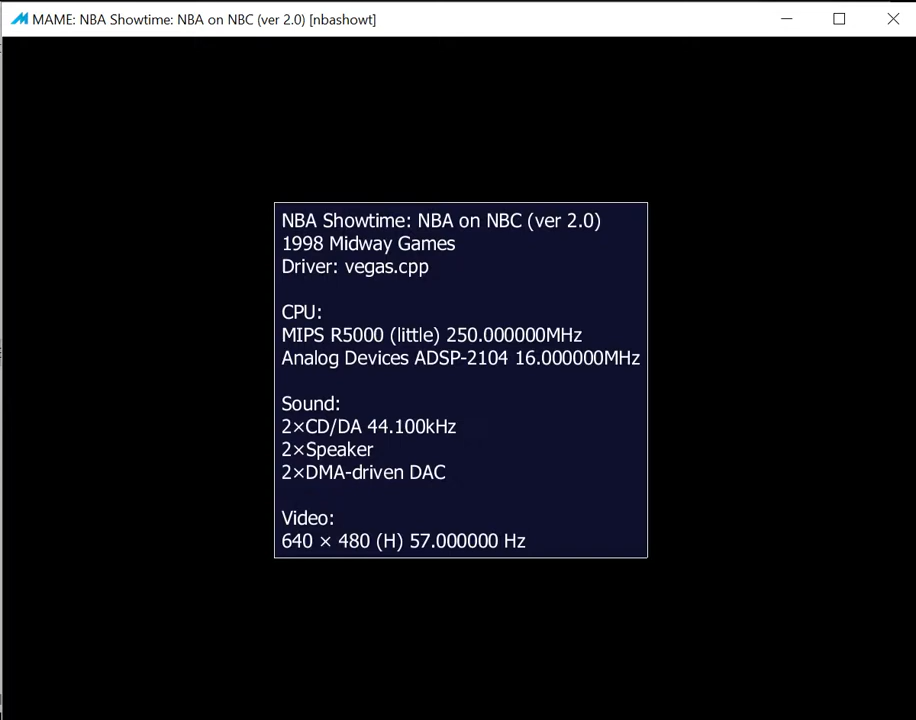 MAME: NBA Showtime: NBA on NBC (ver 2.0) [nbashowt]
NBA Showtime: NBA on NBC (ver 2.0)
1998 Midway Games
Driver: vegas.cpp
CPU:
MIPS R5000 (little) 250.000000MHz
Analog Devices ADSP-2104 16.000000MHz
Sound:
2×CD/DA 44.100kHz
2×Speaker
2×DMA-driven DAC
Video:
640 × 480 (H) 57.000000 Hz